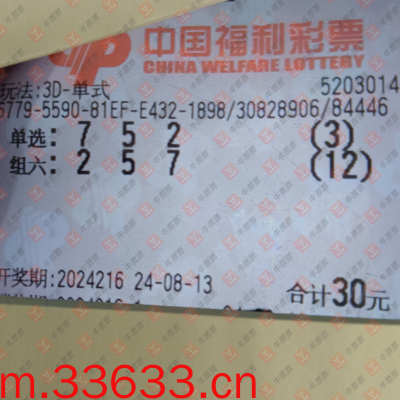 中国福利彩票
CHINA WELFARE LOTTERY
玩法:3D-单式 5203014
5779-5590-81EF-E432-1898/30828906/84446
单选: 7 5 2 (3)
组六: 2 5 7 (12)
开奖期:2024216 24-08-13 合计30元
m.33633.cn